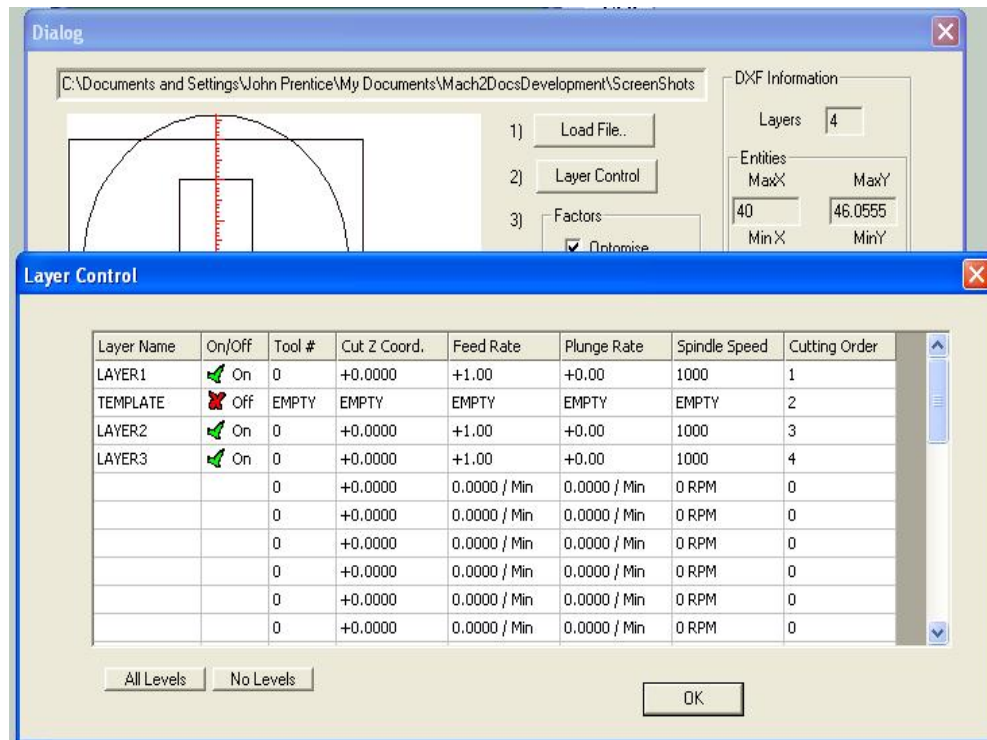 Dialog
C:\Documents and Settings\John Prentice\My Documents\Mach2DocsDevelopment\ScreenShots
DXF Information
1) Load File..
Layers 4
2) Layer Control
Entities
MaxX MaxY
3) Factors
40 46.0555
Optomise
Min X MinY
Layer Control
Layer Name On/Off Tool # Cut Z Coord. Feed Rate Plunge Rate Spindle Speed Cutting Order
LAYER1 On 0 +0.0000 +1.00 +0.00 1000 1
TEMPLATE Off EMPTY EMPTY EMPTY EMPTY EMPTY 2
LAYER2 On 0 +0.0000 +1.00 +0.00 1000 3
LAYER3 On 0 +0.0000 +1.00 +0.00 1000 4
0 +0.0000 0.0000 / Min 0.0000 / Min 0 RPM 0
0 +0.0000 0.0000 / Min 0.0000 / Min 0 RPM 0
0 +0.0000 0.0000 / Min 0.0000 / Min 0 RPM 0
0 +0.0000 0.0000 / Min 0.0000 / Min 0 RPM 0
0 +0.0000 0.0000 / Min 0.0000 / Min 0 RPM 0
0 +0.0000 0.0000 / Min 0.0000 / Min 0 RPM 0
All Levels No Levels
OK